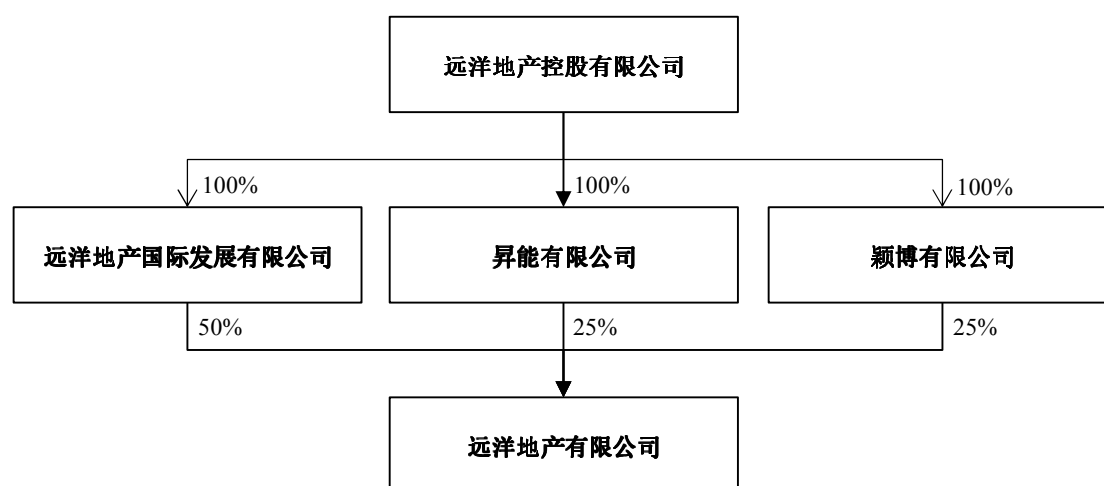 远洋地产控股有限公司
100%
100%
100%
远洋地产国际发展有限公司
昇能有限公司
颖博有限公司
50%
25%
25%
远洋地产有限公司